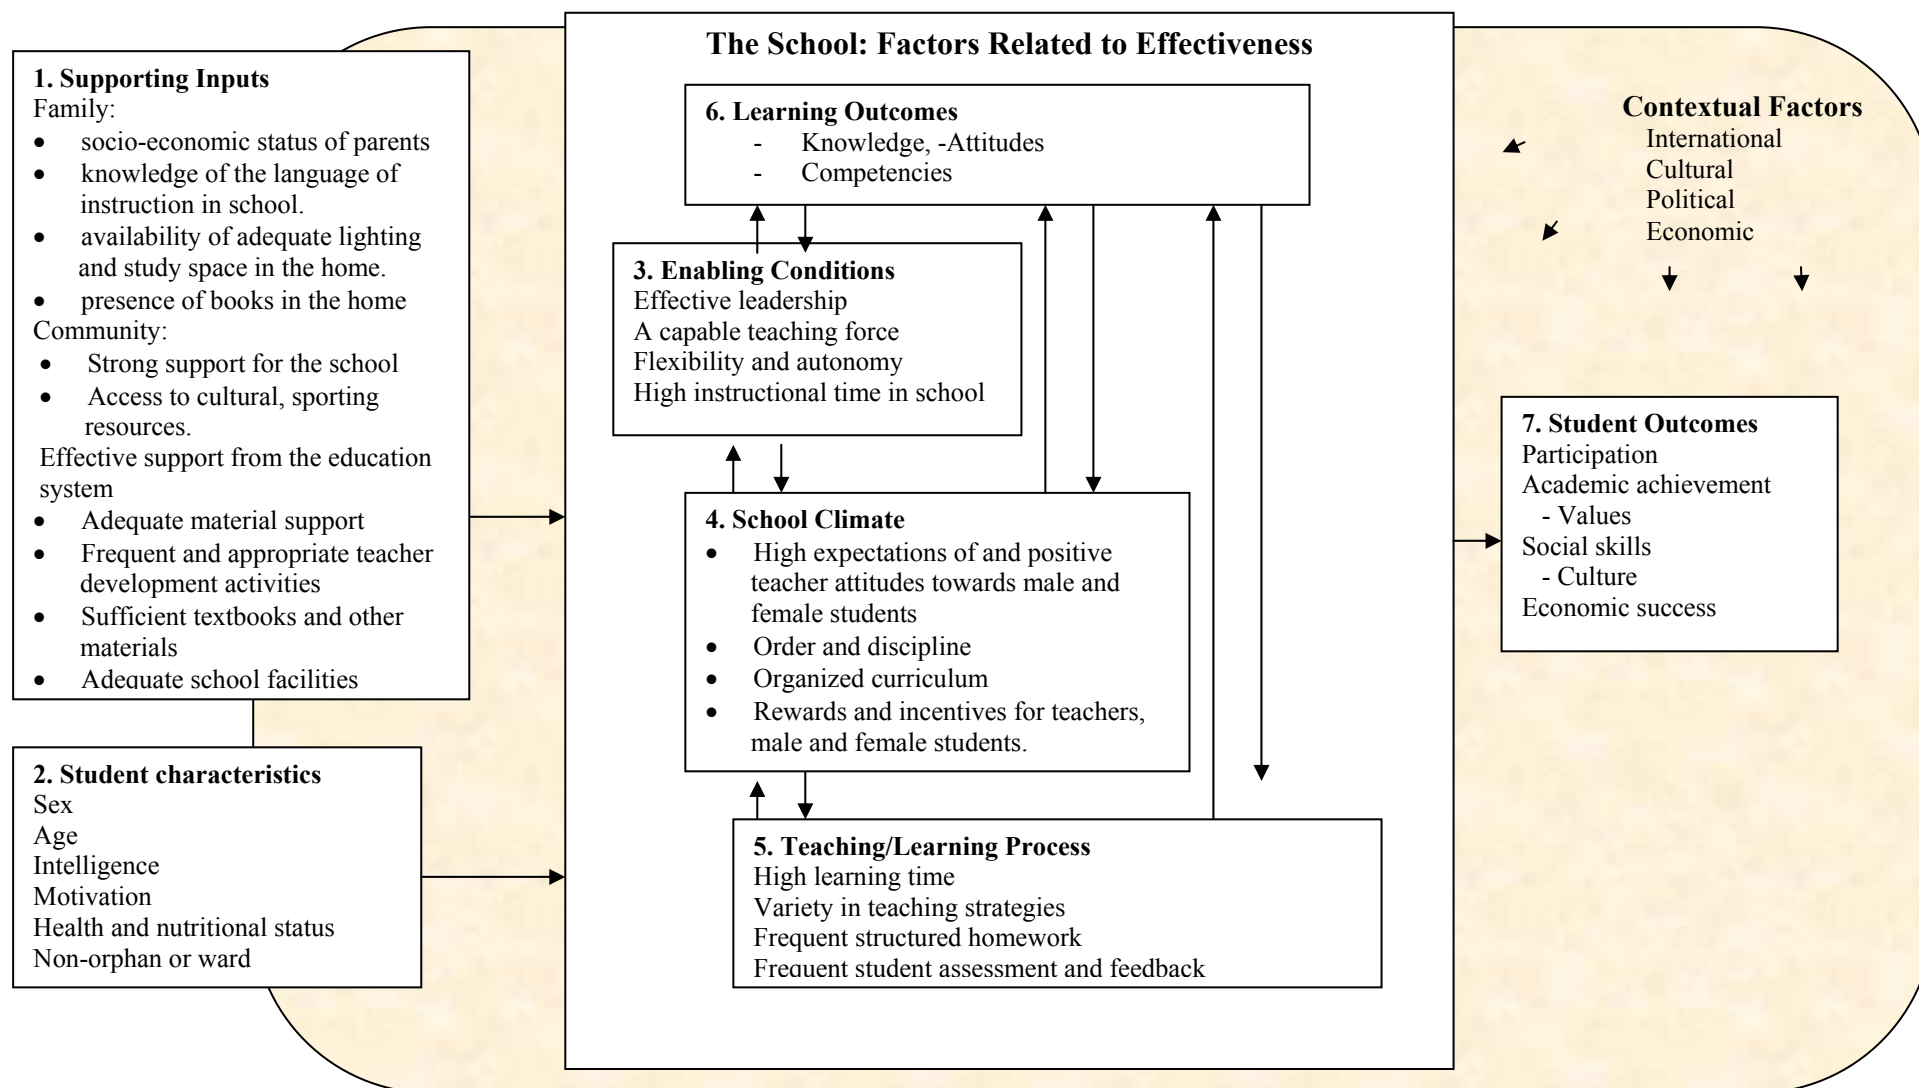 The School: Factors Related to Effectiveness
1. Supporting Inputs
Family:
• socio-economic status of parents
• knowledge of the language of
instruction in school.
• availability of adequate lighting
and study space in the home.
• presence of books in the home
Community:
• Strong support for the school
• Access to cultural, sporting
resources.
Effective support from the education
system
• Adequate material support
• Frequent and appropriate teacher
development activities
• Sufficient textbooks and other
materials
• Adequate school facilities
2. Student characteristics
Sex
Age
Intelligence
Motivation
Health and nutritional status
Non-orphan or ward
6. Learning Outcomes
- Knowledge, -Attitudes
- Competencies
3. Enabling Conditions
Effective leadership
A capable teaching force
Flexibility and autonomy
High instructional time in school
4. School Climate
• High expectations of and positive
teacher attitudes towards male and
female students
• Order and discipline
• Organized curriculum
• Rewards and incentives for teachers,
male and female students.
5. Teaching/Learning Process
High learning time
Variety in teaching strategies
Frequent structured homework
Frequent student assessment and feedback
Contextual Factors
International
Cultural
Political
Economic
7. Student Outcomes
Participation
Academic achievement
- Values
Social skills
- Culture
Economic success